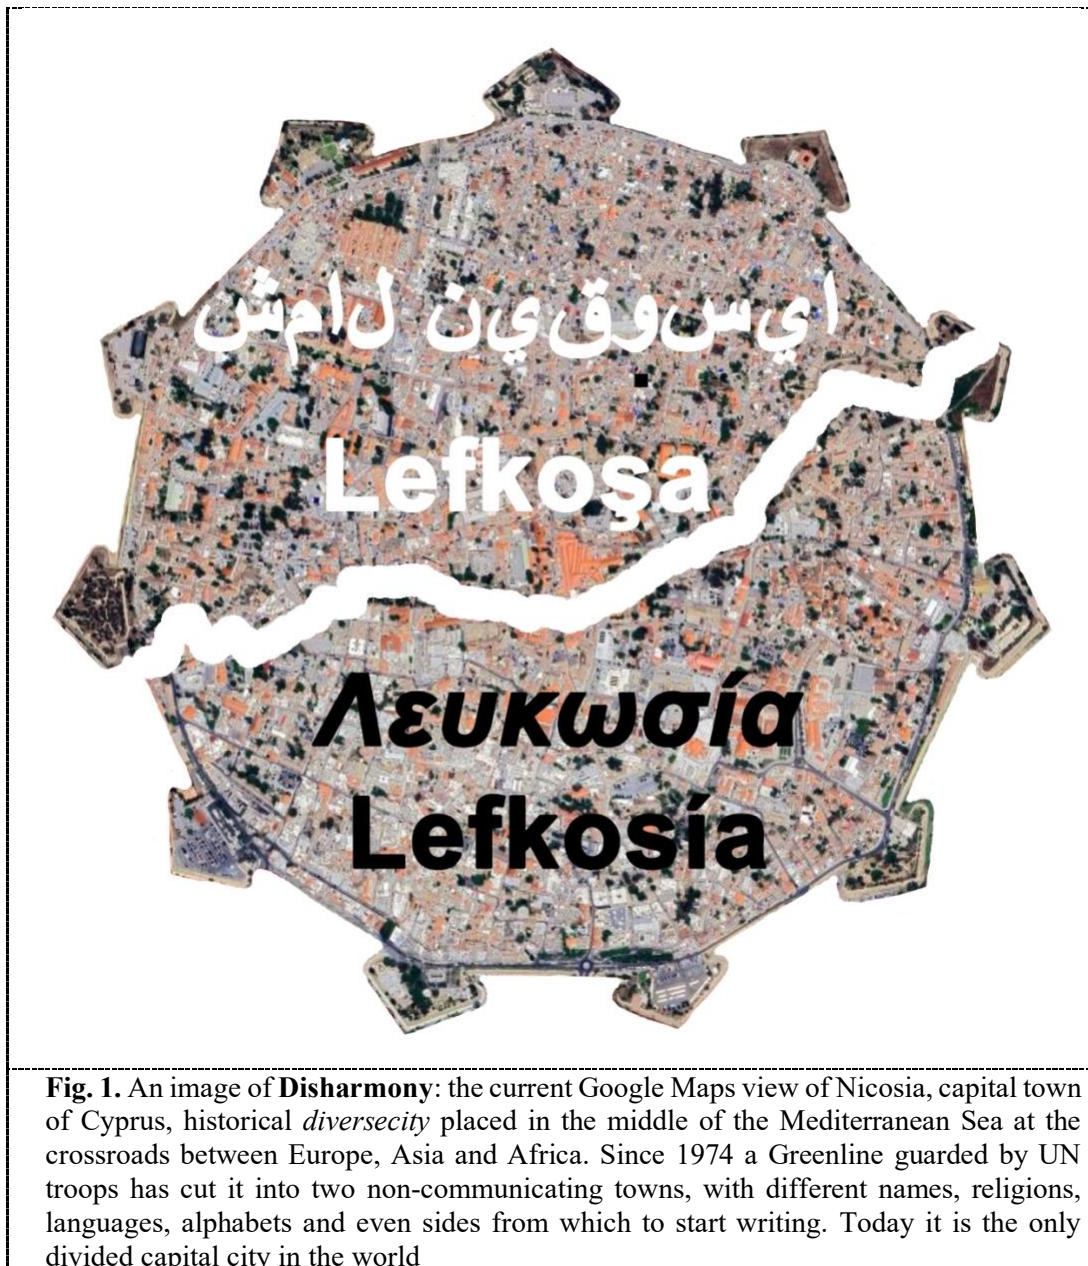 ايسوقين لامش
Lefkoşa
Λευκωσία
Lefkosía
Fig. 1. An image of Disharmony: the current Google Maps view of Nicosia, capital town
of Cyprus, historical diversecity placed in the middle of the Mediterranean Sea at the
crossroads between Europe, Asia and Africa. Since 1974 a Greenline guarded by UN
troops has cut it into two non-communicating towns, with different names, religions,
languages, alphabets and even sides from which to start writing. Today it is the only
divided capital city in the world